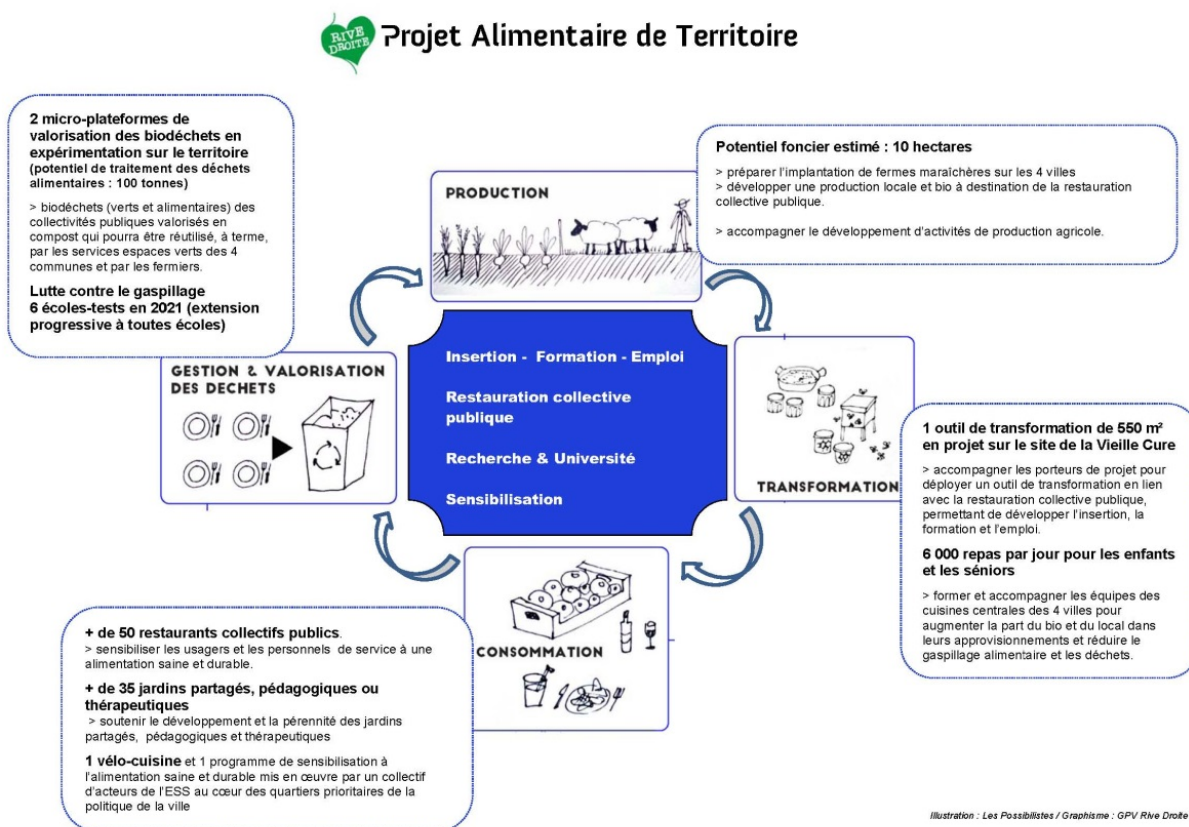 RIVE
DROITE
Projet Alimentaire de Territoire
2 micro-plateformes de
valorisation des biodéchets en
expérimentation sur le territoire
(potentiel de traitement des déchets
alimentaires : 100 tonnes)
> biodéchets (verts et alimentaires) des
collectivités publiques valorisés en
compost qui pourra être réutilisé, à terme,
par les services espaces verts des 4
communes et par les fermiers.
Lutte contre le gaspillage
6 écoles-tests en 2021 (extension
progressive à toutes écoles)
PRODUCTION
Potentiel foncier estimé : 10 hectares
> préparer l'implantation de fermes maraîchères sur les 4 villes
> développer une production locale et bio à destination de la restauration
collective publique.
> accompagner le développement d'activités de production agricole.
GESTION & VALORISATION
DES DECHETS
Insertion - Formation - Emploi
Restauration collective
publique
Recherche & Université
Sensibilisation
TRANSFORMATION
1 outil de transformation de 550 m²
en projet sur le site de la Vieille Cure
> accompagner les porteurs de projet pour
déployer un outil de transformation en lien
avec la restauration collective publique,
permettant de développer l'insertion, la
formation et l'emploi.
6 000 repas par jour pour les enfants
et les séniors
> former et accompagner les équipes des
cuisines centrales des 4 villes pour
augmenter la part du bio et du local dans
leurs approvisionnements et réduire le
gaspillage alimentaire et les déchets.
CONSOMMATION
+ de 50 restaurants collectifs publics.
> sensibiliser les usagers et les personnels de service à une
alimentation saine et durable.
+ de 35 jardins partagés, pédagogiques ou
thérapeutiques
> soutenir le développement et la pérennité des jardins
partagés, pédagogiques et thérapeutiques
1 vélo-cuisine et 1 programme de sensibilisation à
l'alimentation saine et durable mis en œuvre par un collectif
d'acteurs de l'ESS au cœur des quartiers prioritaires de la
politique de la ville
Illustration : Les Possibilistes / Graphisme : GPV Rive Droite